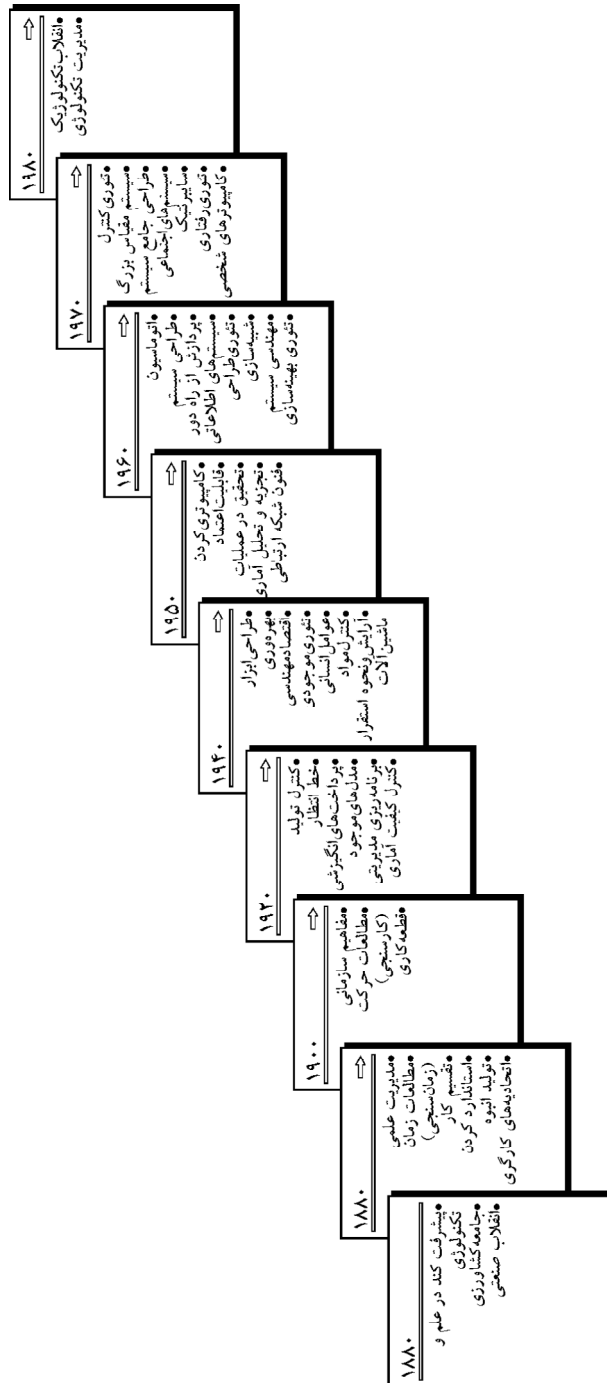 ۱۸۸۰
●پیشرفت کند در علم و
تکنولوژی
●جامعه کشاورزی
●انقلاب صنعتی
۱۸۸۰
●مدیریت علمی
●مطالعات زمان
(زمان‌سنجی)
●تقسیم کار
●استاندارد کردن
●تولید انبوه
●اتحادیه‌های کارگری
۱۹۰۰
●مفاهیم سازمانی
●مطالعات حرکت
(کارسنجی)
●قطعه کاری
۱۹۲۰
●کنترل تولید
●خط انتظار
●پرداخت‌های انگیزشی
●مدل‌های موجود
●برنامه‌ریزی مدیریتی
●کنترل کیفیت آماری
۱۹۴۰
●طراحی ابزار
●بهره‌وری
●اقتصاد مهندسی
●تئوری موجودی
●عوامل انسانی
●کنترل مواد
●آرایش و نحوه استقرار
ماشین آلات
۱۹۵۰
●کامپیوتری کردن
●قابلیت اعتماد
●تحقیق در عملیات
●تجزیه و تحلیل آماری
●فنون شبکه ارتباطی
۱۹۶۰
●اتوماسیون
●طراحی سیستم
●پردازش از راه دور
●سیستم‌های اطلاعاتی
●تئوری طراحی
●شبیه‌سازی
●مهندسی سیستم
●تئوری بهینه‌سازی
۱۹۷۰
●تئوری کنترل
●سیستم مقیاس بزرگ
●طراحی جامع سیستم
●سیستم‌های اجتماعی
●سایبرنتیک
●تئوری رفتاری
●کامپیوترهای شخصی
۱۹۸۰
●انقلاب تکنولوژیک
●مدیریت تکنولوژی